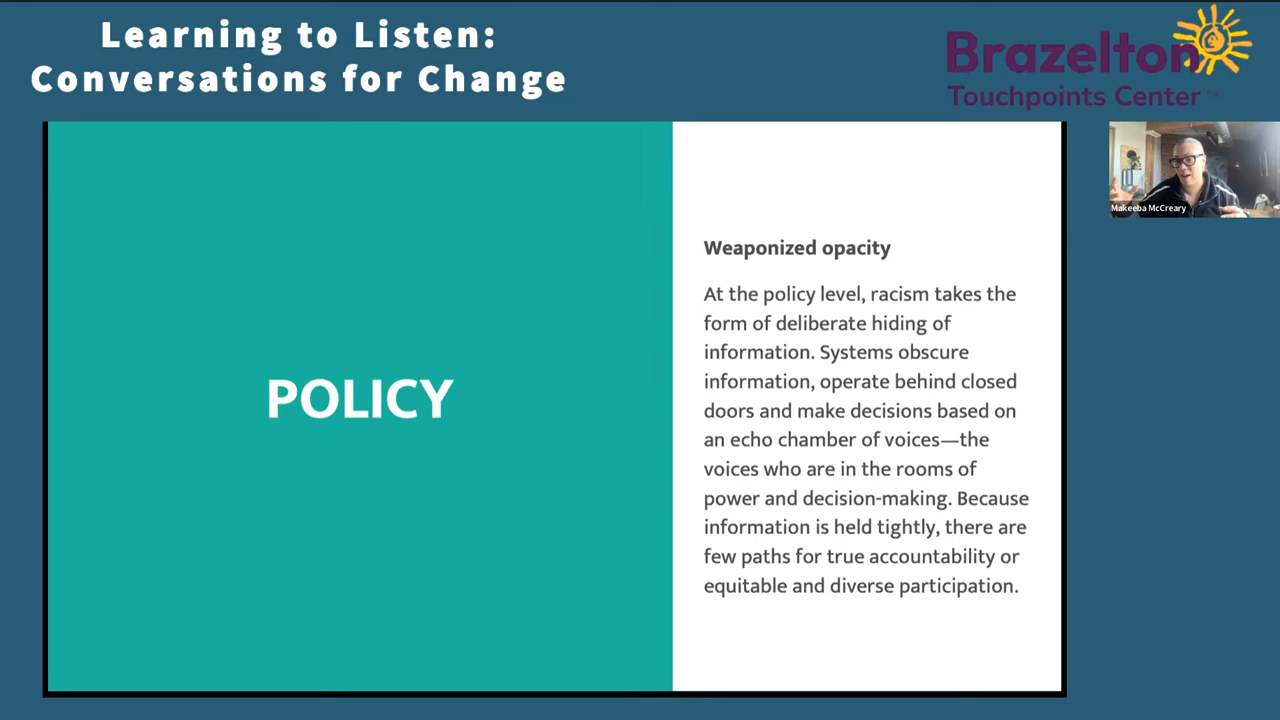 Learning to Listen:
Conversations for Change
Brazelton
Touchpoints Center™
Makeeba McCreary
POLICY
Weaponized opacity
At the policy level, racism takes the
form of deliberate hiding of
information. Systems obscure
information, operate behind closed
doors and make decisions based on
an echo chamber of voices—the
voices who are in the rooms of
power and decision-making. Because
information is held tightly, there are
few paths for true accountability or
equitable and diverse participation.